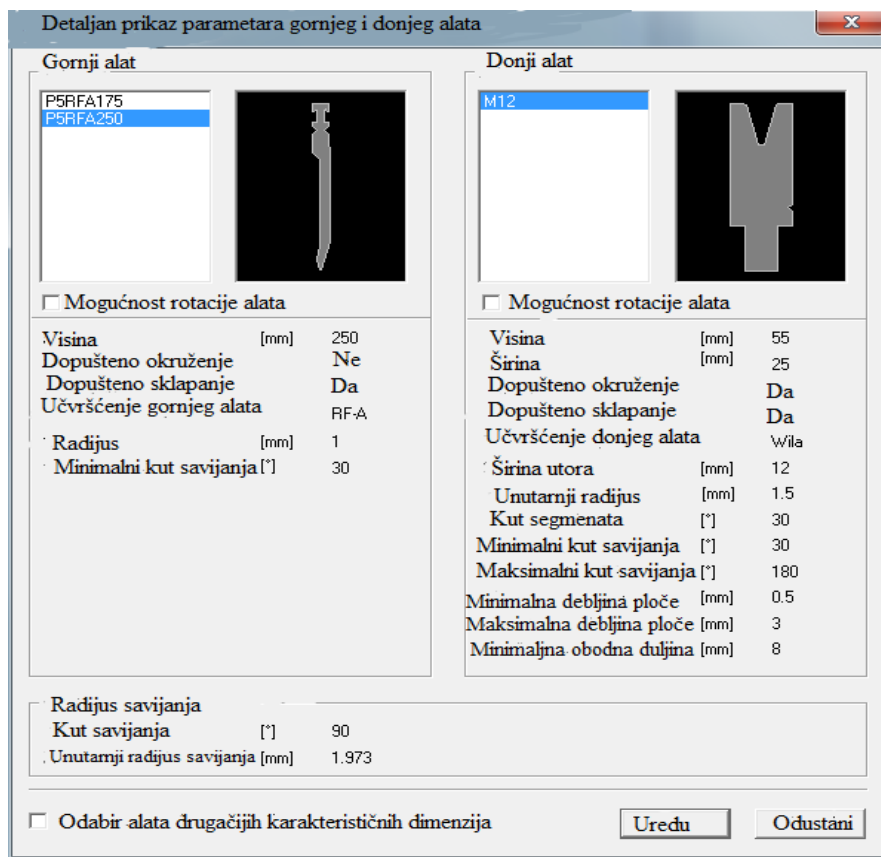 Detaljan prikaz parametara gornjeg i donjeg alata
Gornji alat
P5RFA175
P5RFA250
Mogućnost rotacije alata
Visina [mm] 250
Dopušteno okruženje Ne
Dopušteno sklapanje Da
Učvršćenje gornjeg alata RF-A
Radijus [mm] 1
Minimalni kut savijanja [°] 30
Donji alat
M12
Mogućnost rotacije alata
Visina [mm] 55
Širina [mm] 25
Dopušteno okruženje Da
Dopušteno sklapanje Da
Učvršćenje donjeg alata Wila
Širina utora [mm] 12
Unutarnji radijus [mm] 1.5
Kut segmenata [°] 30
Minimalni kut savijanja [°] 30
Maksimalni kut savijanja [°] 180
Minimalna debljina ploče [mm] 0.5
Maksimalna debljina ploče [mm] 3
Minimaljna obodna duljina [mm] 8
Radijus savijanja
Kut savijanja [°] 90
Unutarnji radijus savijanja [mm] 1.973
Odabir alata drugačijih karakterističnih dimenzija
Uredu
Odustani